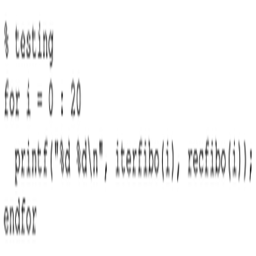 % testing
for i = 0 : 20
  printf("%d %d\n", iterfibo(i), recfibo(i));
endfor